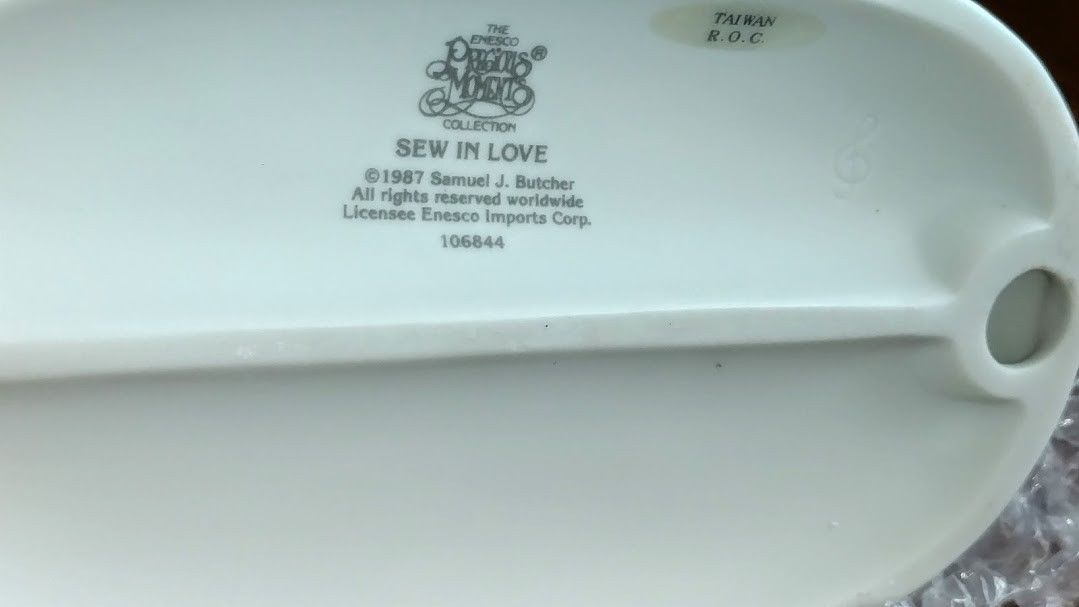 THE
ENESCO
PRECIOUS®
MOMENTS
COLLECTION
SEW IN LOVE
©1987 Samuel J. Butcher
All rights reserved worldwide
Licensee Enesco Imports Corp.
106844
TAIWAN
R.O.C.